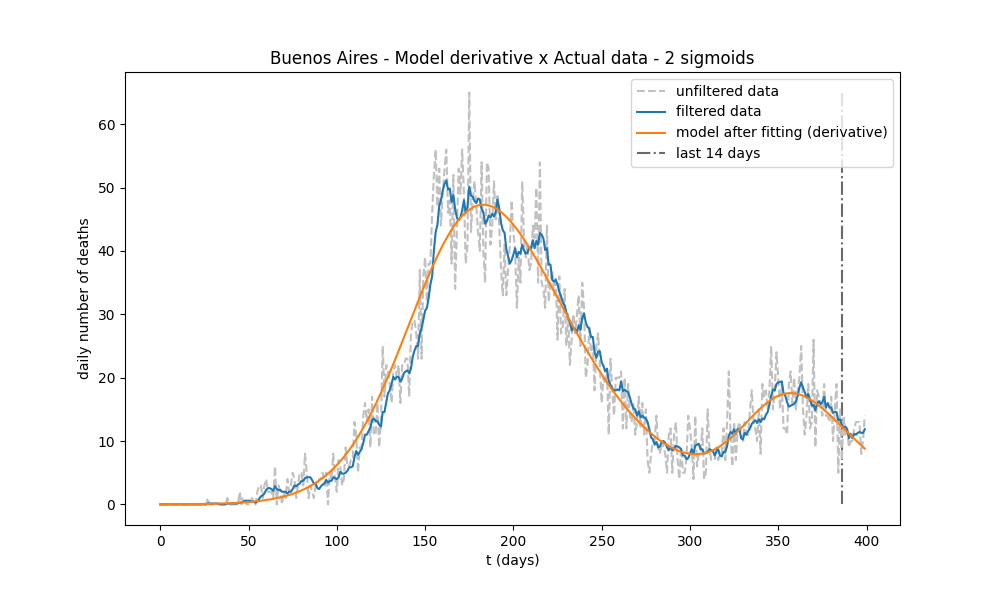 Buenos Aires - Model derivative x Actual data - 2 sigmoids
unfiltered data
filtered data
model after fitting (derivative)
last 14 days
daily number of deaths
60
50
40
30
20
10
0
0 50 100 150 200 250 300 350 400
t (days)